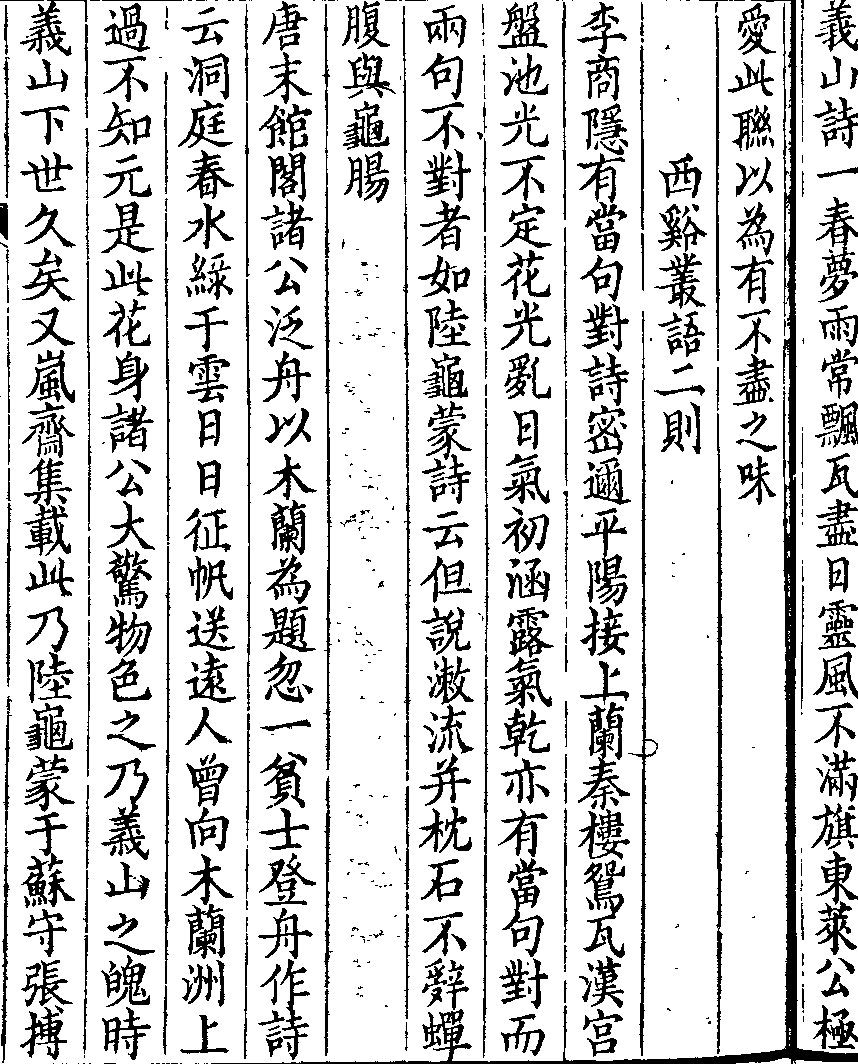 義山詩一春夢雨常飄瓦盡日靈風不滿旗東萊公極
愛此聯以為有不盡之味
西谿叢語二則
李商隱有當句對詩密邇平陽接上蘭秦樓鴛瓦漢宮
盤池光不定花光亂日氣初涵露氣乾亦有當句對而
兩句不對者如陸龜蒙詩云但說漱流并枕石不辭蟬
腹與龜腸
唐末館閣諸公泛舟以木蘭為題忽一貧士登舟作詩
云洞庭春水綠于雲日日征帆送遠人曾向木蘭洲上
過不知元是此花身諸公大驚物色之乃義山之魄時
義山下世久矣又嵐齋集載此乃陸龜蒙于蘇守張摶